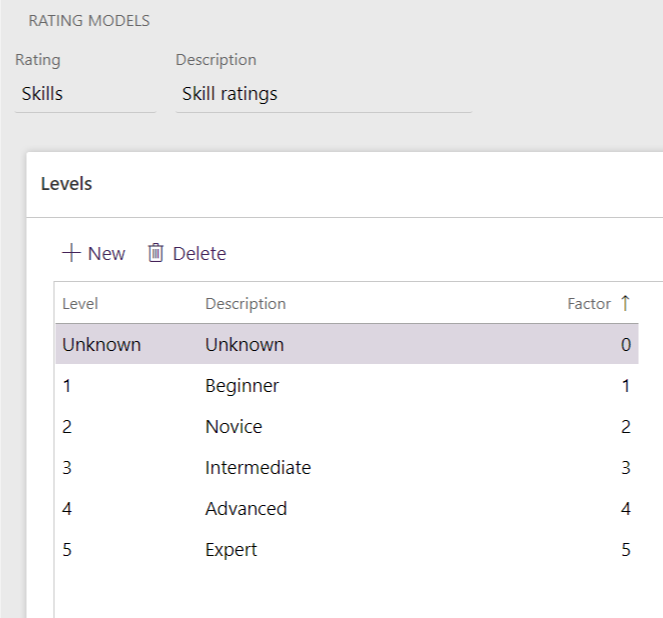 RATING MODELS
Rating Description
Skills Skill ratings
Levels
New Delete
Level Description Factor ↑
Unknown Unknown 0
1 Beginner 1
2 Novice 2
3 Intermediate 3
4 Advanced 4
5 Expert 5